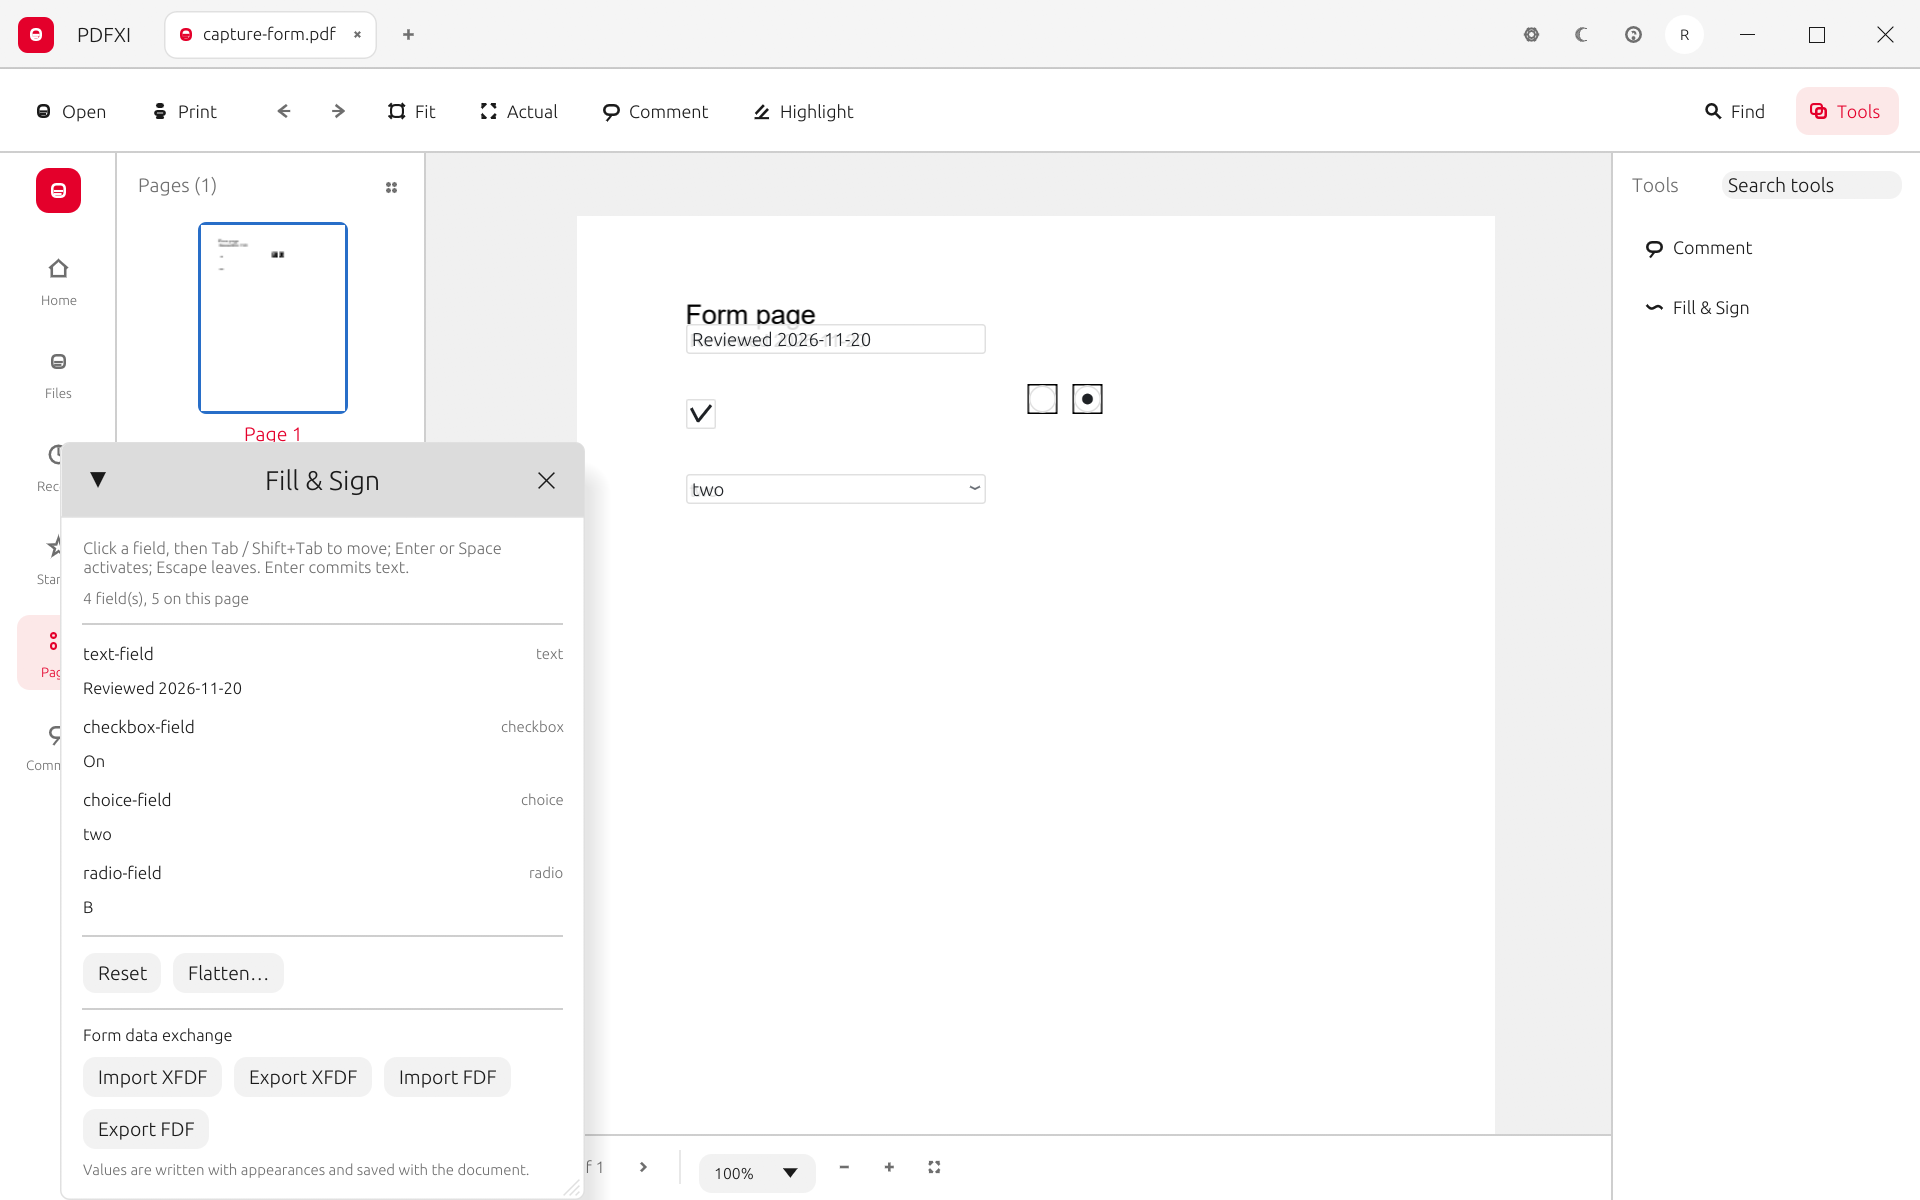 PDFXI
capture-form.pdf
R
Open
Print
Fit
Actual
Comment
Highlight
Find
Tools
Home
Files
Pages (1)
Page 1
Form page
Reviewed 2026-11-20
two
Tools
Search tools
Comment
Fill & Sign
Fill & Sign
Click a field, then Tab / Shift+Tab to move; Enter or Space
activates; Escape leaves. Enter commits text.
4 field(s), 5 on this page
text-field
text
Reviewed 2026-11-20
checkbox-field
checkbox
On
choice-field
choice
two
radio-field
radio
B
Reset
Flatten...
Form data exchange
Import XFDF
Export XFDF
Import FDF
Export FDF
Values are written with appearances and saved with the document.
1
100%